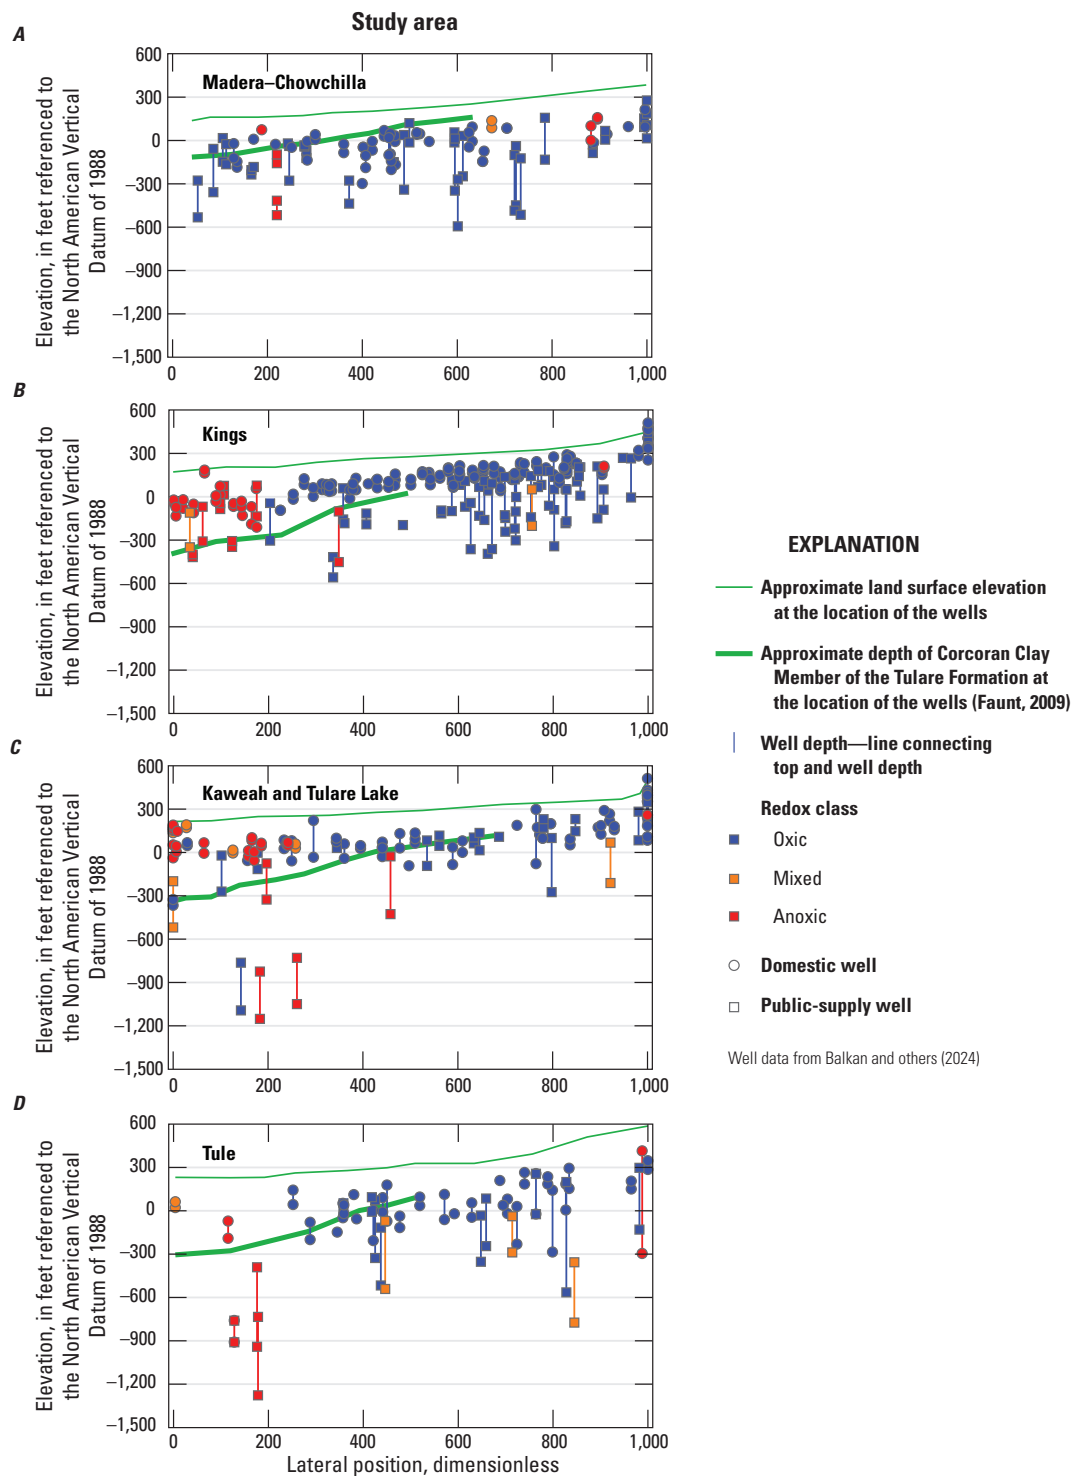 Study area
A
Elevation, in feet referenced to
the North American Vertical
Datum of 1988
600
300
0
–300
–600
–900
–1,200
–1,500
Madera–Chowchilla
0 200 400 600 800 1,000
B
Elevation, in feet referenced to
the North American Vertical
Datum of 1988
600
300
0
–300
–600
–900
–1,200
–1,500
Kings
0 200 400 600 800 1,000
C
Elevation, in feet referenced to
the North American Vertical
Datum of 1988
600
300
0
–300
–600
–900
–1,200
–1,500
Kaweah and Tulare Lake
0 200 400 600 800 1,000
D
Elevation, in feet referenced to
the North American Vertical
Datum of 1988
600
300
0
–300
–600
–900
–1,200
–1,500
Tule
0 200 400 600 800 1,000
Lateral position, dimensionless
EXPLANATION
Approximate land surface elevation
at the location of the wells
Approximate depth of Corcoran Clay
Member of the Tulare Formation at
the location of the wells (Faunt, 2009)
Well depth—line connecting
top and well depth
Redox class
Oxic
Mixed
Anoxic
Domestic well
Public-supply well
Well data from Balkan and others (2024)